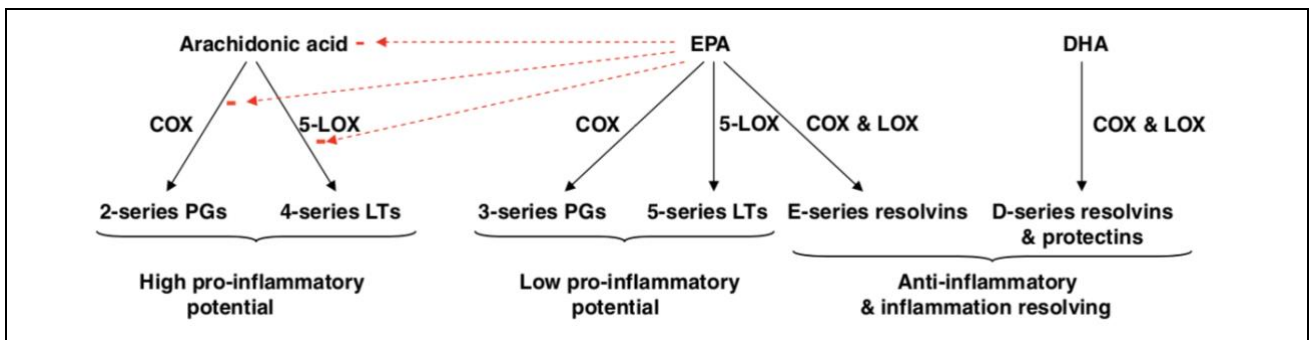 Arachidonic acid - EPA DHA
COX 5-LOX COX 5-LOX COX & LOX COX & LOX
2-series PGs 4-series LTs 3-series PGs 5-series LTs E-series resolvins D-series resolvins
& protectins
High pro-inflammatory
potential
Low pro-inflammatory
potential
Anti-inflammatory
& inflammation resolving